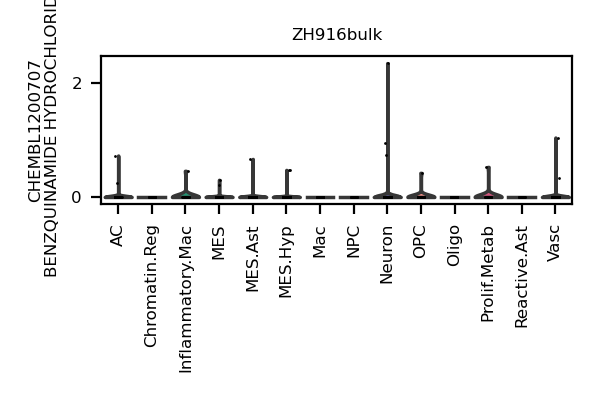 ZH916bulk
CHEMBL1200707
BENZQUINAMIDE HYDROCHLORID
2
0
AC
Chromatin.Reg
Inflammatory.Mac
MES
MES.Ast
MES.Hyp
Mac
NPC
Neuron
OPC
Oligo
Prolif.Metab
Reactive.Ast
Vasc